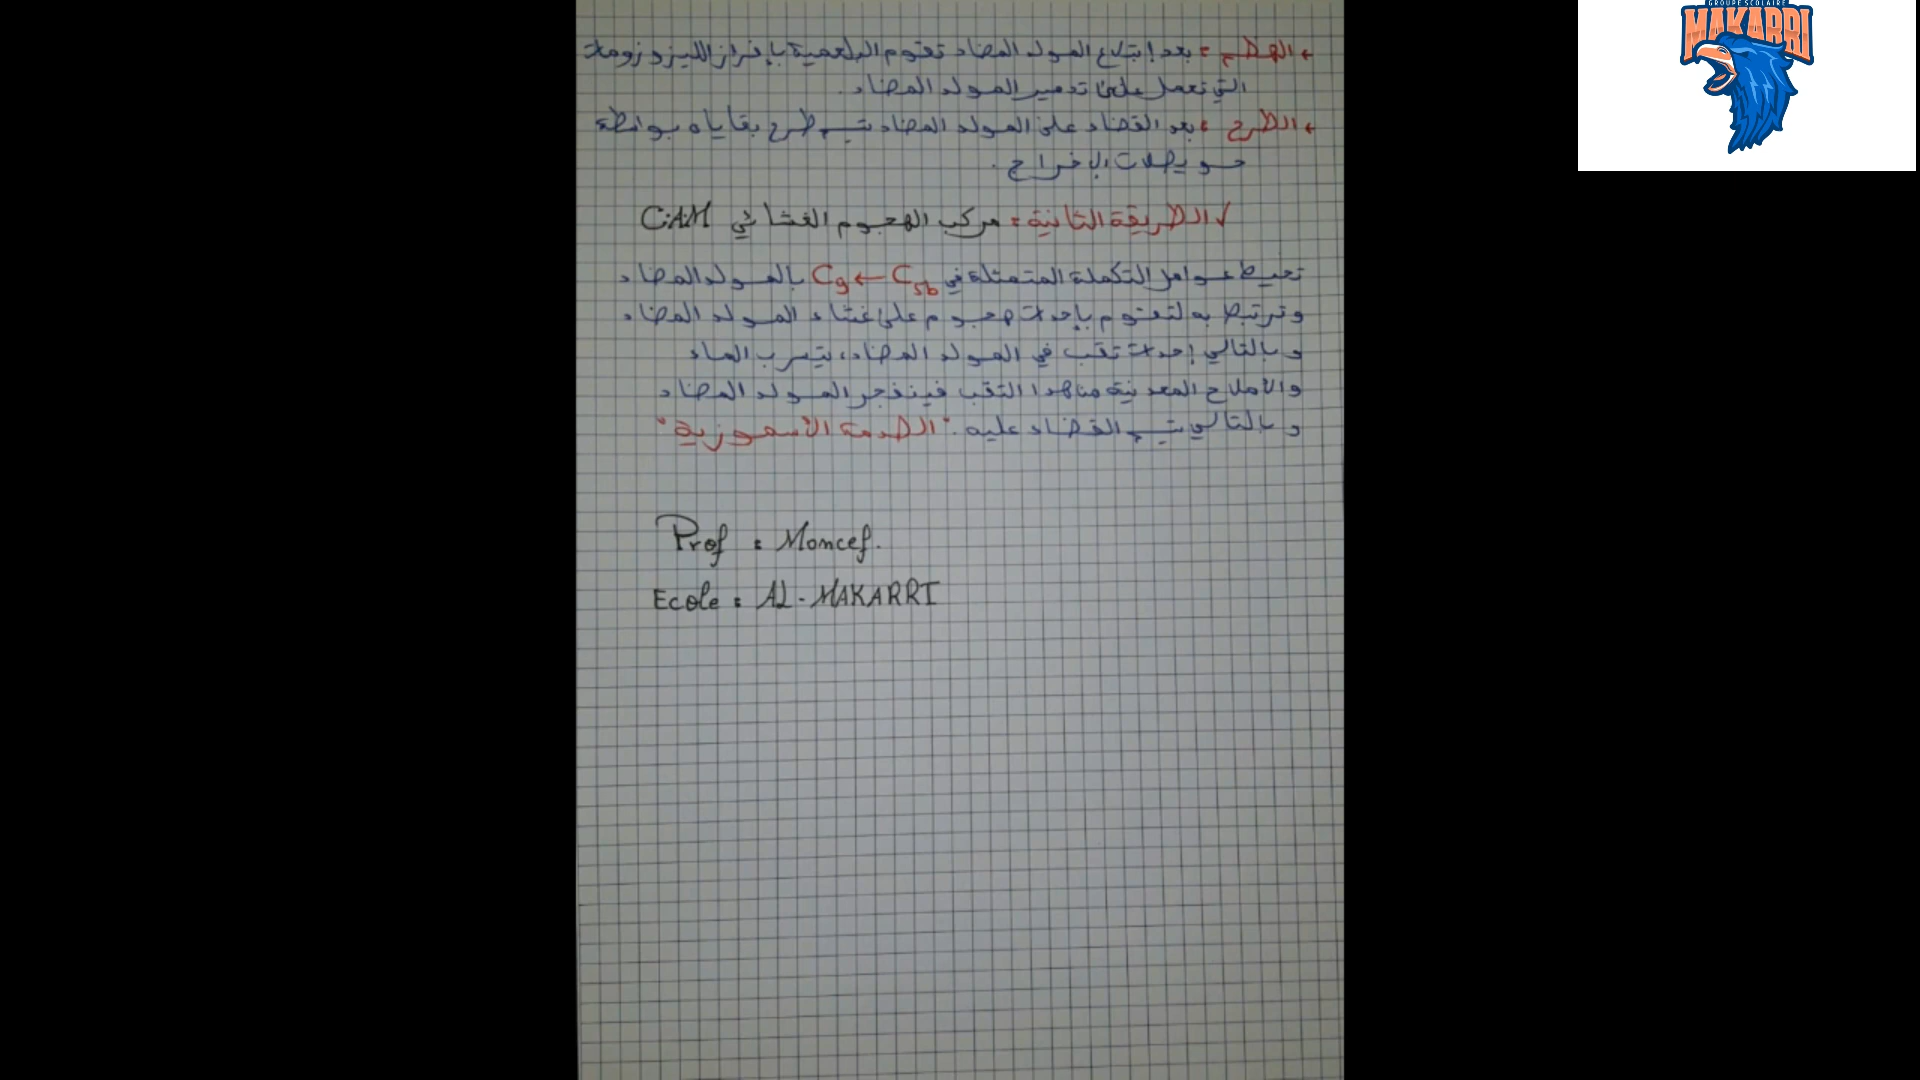 GROUPE SCOLAIRE
MAKARRI
← الهضم : بعد إبتلاع المولد المضاد تقوم البلعمية بإفراز الليزوزومات
التي تعمل على تدمير المولد المضاد .
← الطرح : بعد القضاء على المولد المضاد يتم طرح بقاياه بواسطة
حويصلات الإخراج .
✓ الطريقة الثانية : مركب الهجوم الغشائي C.A.M
تحيط عوامل التكملة المتمثلة في C5b ← C9 بالمولد المضاد
وترتبط به لتقوم بإحداث هجوم على غشاء المولد المضاد
وبالتالي إحداث ثقب في المولد المضاد، يتسرب الماء
والأملاح المعدنية من هذا الثقب فينفجر المولد المضاد
وبالتالي يتم القضاء عليه . "الصدمة الأسموزية"
Prof : Moncef.
Ecole : AL-MAKARRI